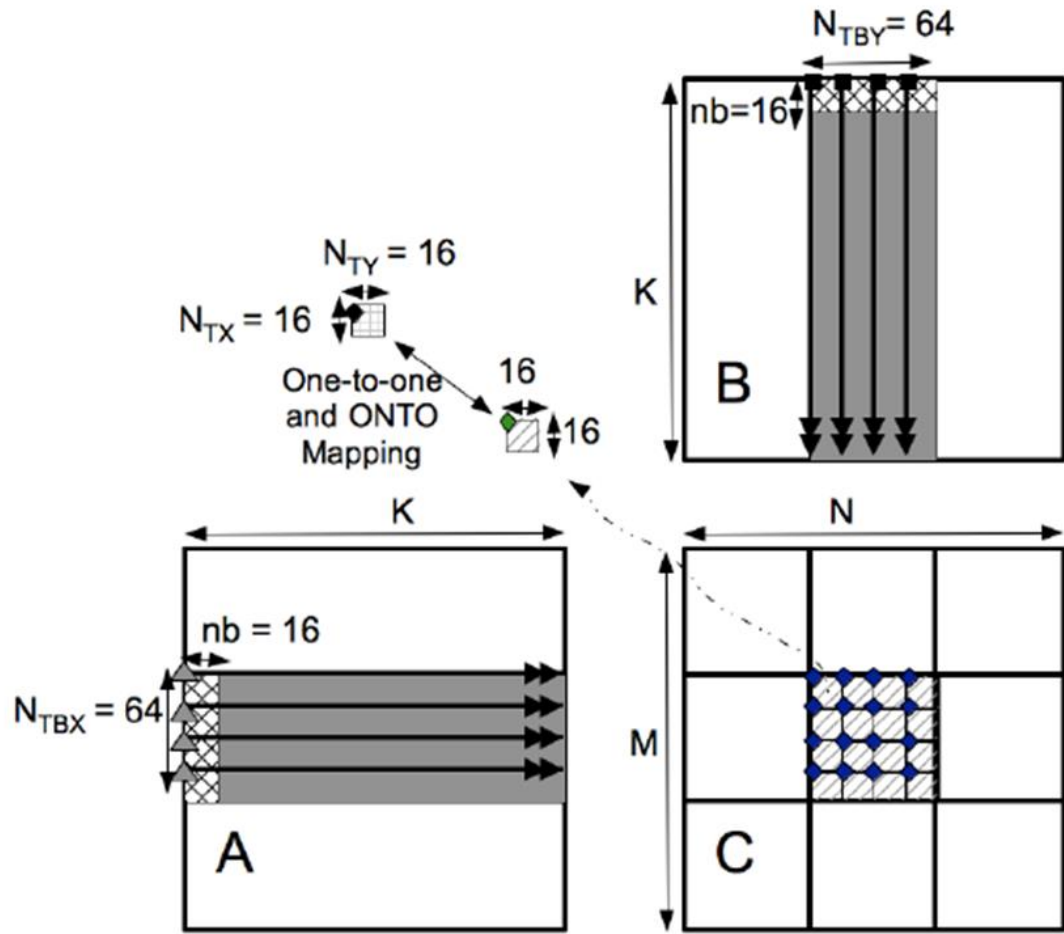 N_TBY = 64
nb=16
K
B
N_TY = 16
N_TX = 16
One-to-one
and ONTO
Mapping
16
16
K
nb = 16
N_TBX = 64
A
N
M
C